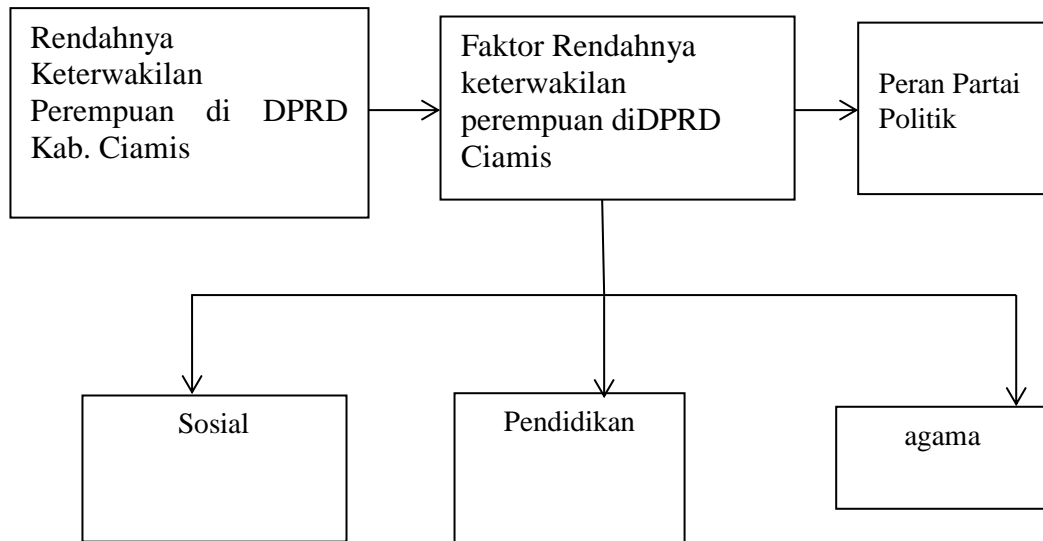 Rendahnya
Keterwakilan
Perempuan di DPRD
Kab. Ciamis
Faktor Rendahnya
keterwakilan
perempuan diDPRD
Ciamis
Peran Partai
Politik
Sosial
Pendidikan
agama